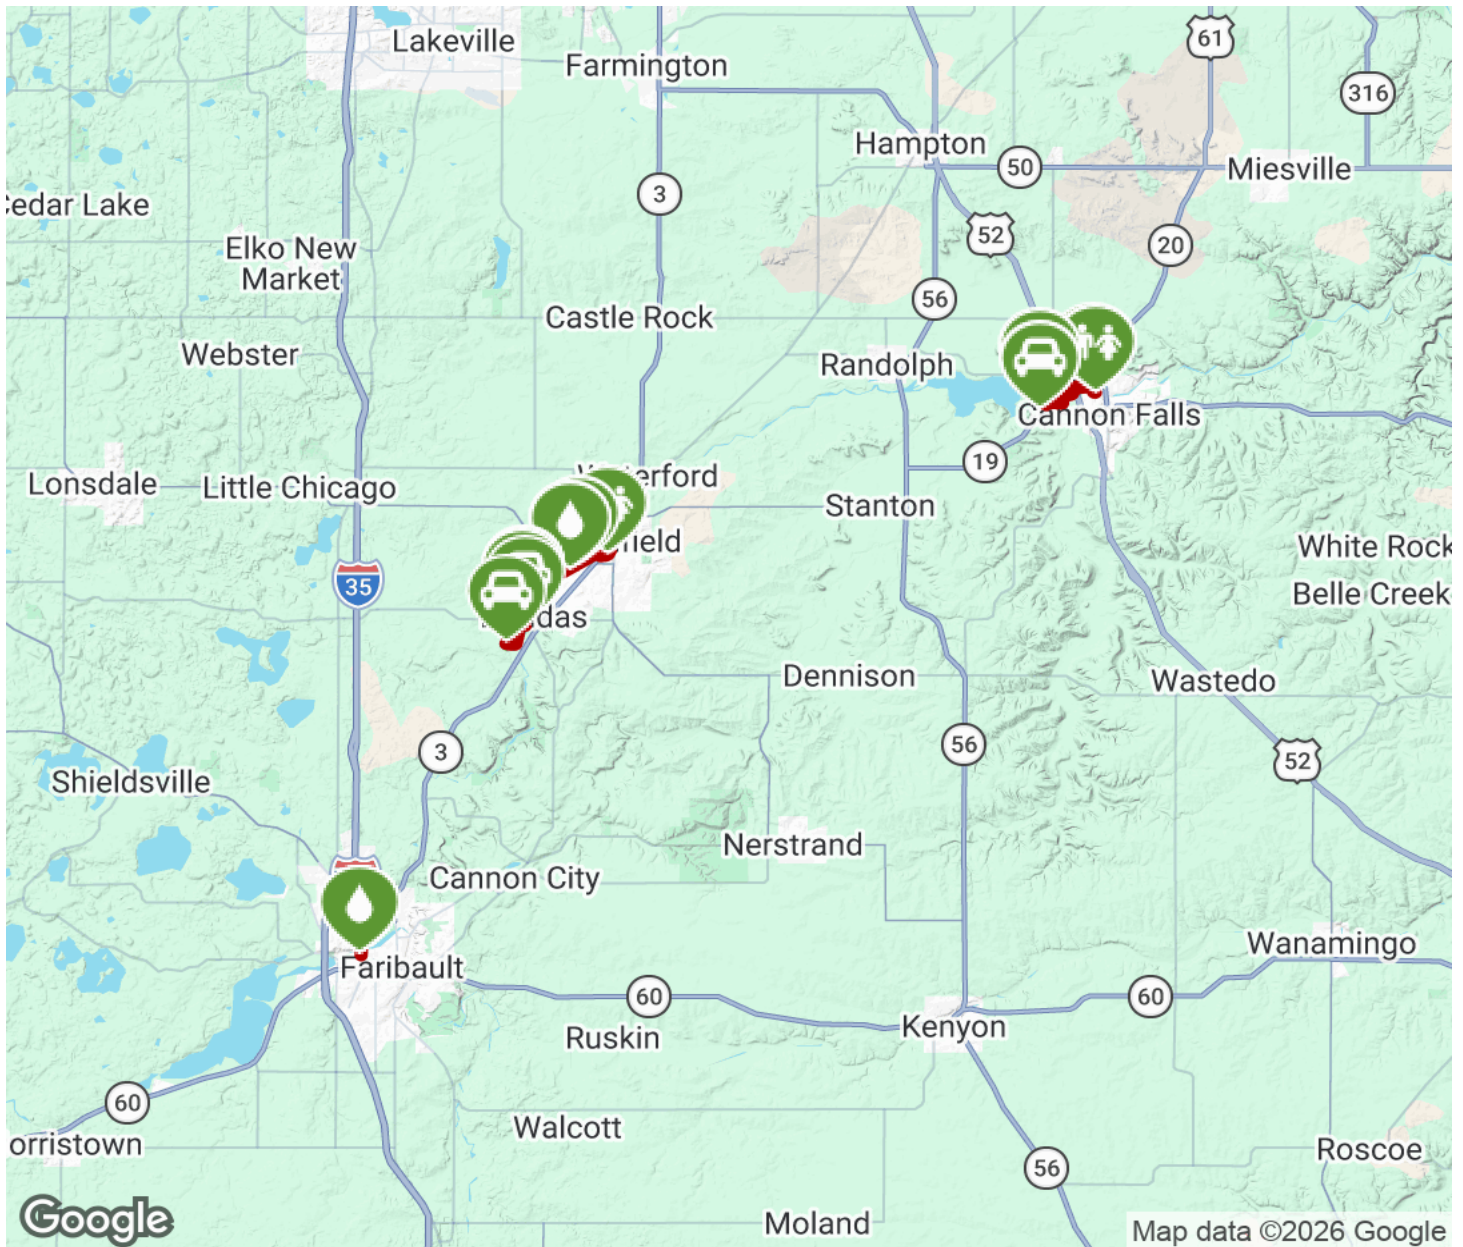 Lakeville
61
Farmington
316
Hampton
50
Miesville
3
52
20
Elko New
Market
56
Castle Rock
Webster
Randolph
Cannon Falls
19
Lonsdale
Little Chicago
Stanton
White Rock
35
Belle Creek
Dennison
Wastedo
3
56
52
Shieldsville
Nerstrand
Cannon City
Wanamingo
Faribault
60
60
Kenyon
Ruskin
60
Walcott
Roscoe
56
Moland
Google
Map data ©2026 Google